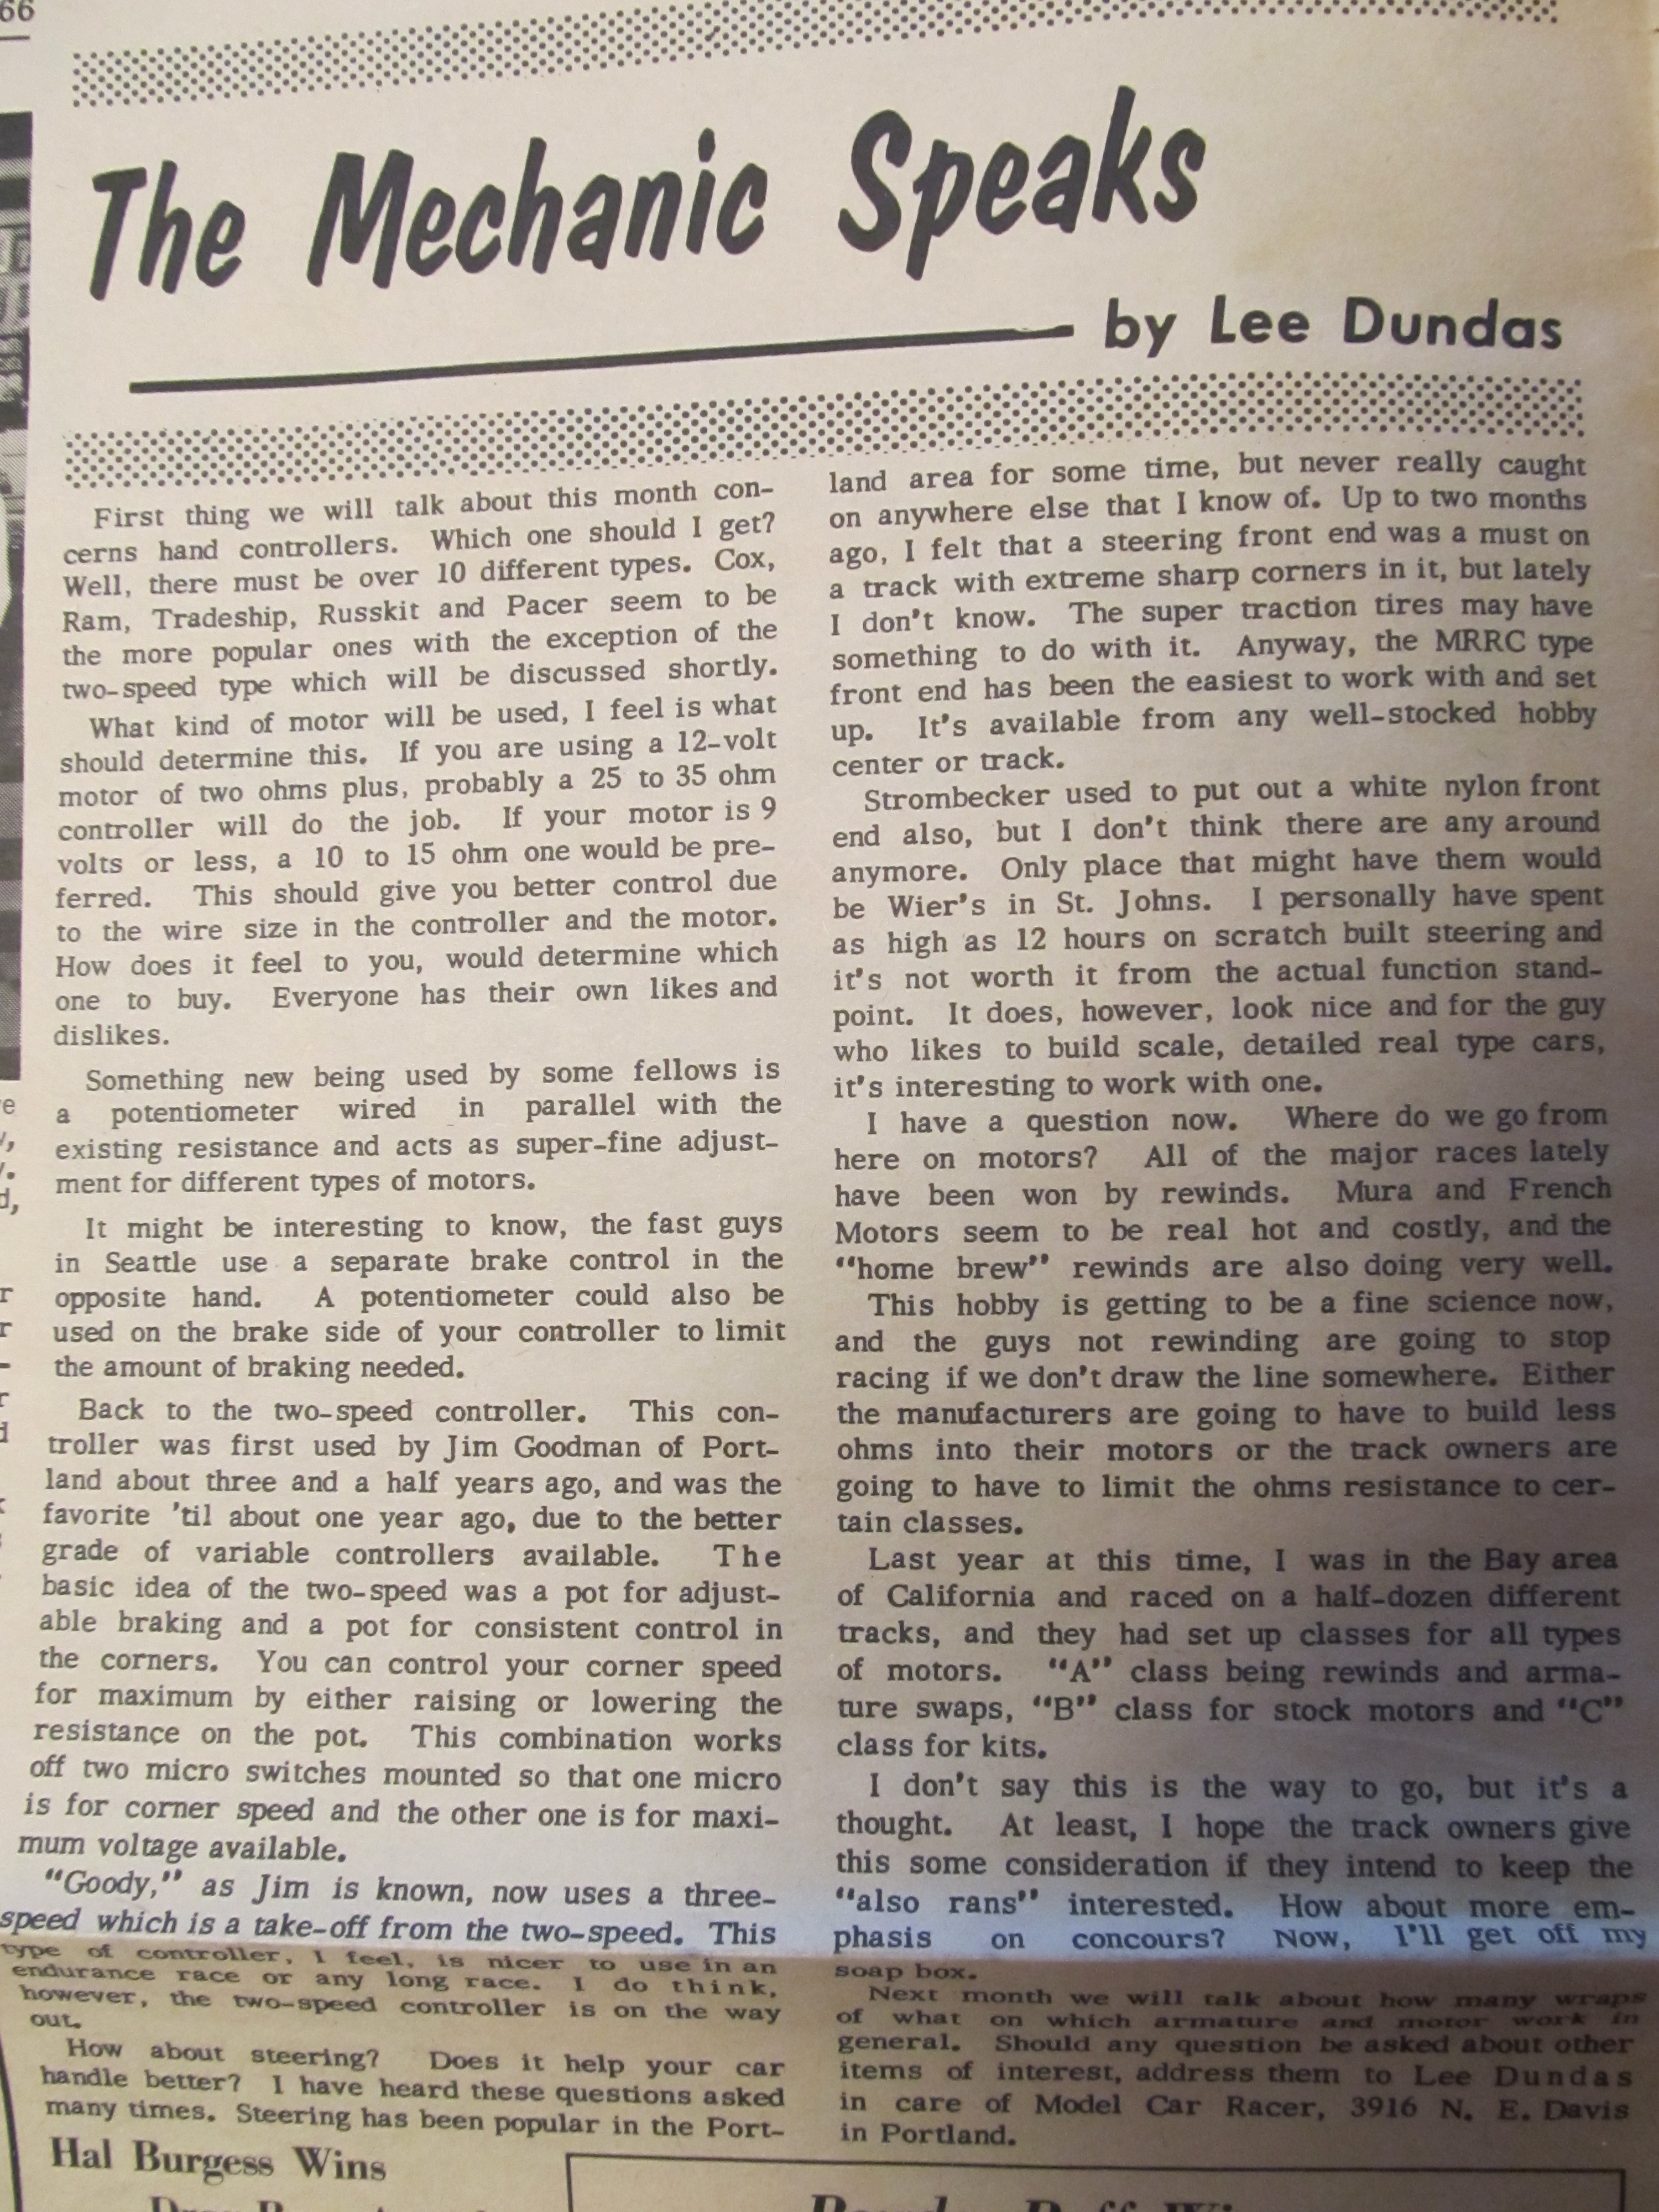 66
The Mechanic Speaks
by Lee Dundas
First thing we will talk about this month con-
cerns hand controllers. Which one should I get?
Well, there must be over 10 different types. Cox,
Ram, Tradeship, Russkit and Pacer seem to be
the more popular ones with the exception of the
two-speed type which will be discussed shortly.
What kind of motor will be used, I feel is what
should determine this. If you are using a 12-volt
motor of two ohms plus, probably a 25 to 35 ohm
controller will do the job. If your motor is 9
volts or less, a 10 to 15 ohm one would be pre-
ferred. This should give you better control due
to the wire size in the controller and the motor.
How does it feel to you, would determine which
one to buy. Everyone has their own likes and
dislikes.
Something new being used by some fellows is
a potentiometer wired in parallel with the
existing resistance and acts as super-fine adjust-
ment for different types of motors.
It might be interesting to know, the fast guys
in Seattle use a separate brake control in the
opposite hand. A potentiometer could also be
used on the brake side of your controller to limit
the amount of braking needed.
Back to the two-speed controller. This con-
troller was first used by Jim Goodman of Port-
land about three and a half years ago, and was the
favorite 'til about one year ago, due to the better
grade of variable controllers available. The
basic idea of the two-speed was a pot for adjust-
able braking and a pot for consistent control in
the corners. You can control your corner speed
for maximum by either raising or lowering the
resistance on the pot. This combination works
off two micro switches mounted so that one micro
is for corner speed and the other one is for maxi-
mum voltage available.
"Goody," as Jim is known, now uses a three-
speed which is a take-off from the two-speed. This
type of controller, I feel, is nicer to use in an
endurance race or any long race. I do think,
however, the two-speed controller is on the way
out.
How about steering? Does it help your car
handle better? I have heard these questions asked
many times. Steering has been popular in the Port-
land area for some time, but never really caught
on anywhere else that I know of. Up to two months
ago, I felt that a steering front end was a must on
a track with extreme sharp corners in it, but lately
I don't know. The super traction tires may have
something to do with it. Anyway, the MRRC type
front end has been the easiest to work with and set
up. It's available from any well-stocked hobby
center or track.
Strombecker used to put out a white nylon front
end also, but I don't think there are any around
anymore. Only place that might have them would
be Wier's in St. Johns. I personally have spent
as high as 12 hours on scratch built steering and
it's not worth it from the actual function stand-
point. It does, however, look nice and for the guy
who likes to build scale, detailed real type cars,
it's interesting to work with one.
I have a question now. Where do we go from
here on motors? All of the major races lately
have been won by rewinds. Mura and French
Motors seem to be real hot and costly, and the
"home brew" rewinds are also doing very well.
This hobby is getting to be a fine science now,
and the guys not rewinding are going to stop
racing if we don't draw the line somewhere. Either
the manufacturers are going to have to build less
ohms into their motors or the track owners are
going to have to limit the ohms resistance to cer-
tain classes.
Last year at this time, I was in the Bay area
of California and raced on a half-dozen different
tracks, and they had set up classes for all types
of motors. "A" class being rewinds and arma-
ture swaps, "B" class for stock motors and "C"
class for kits.
I don't say this is the way to go, but it's a
thought. At least, I hope the track owners give
this some consideration if they intend to keep the
"also rans" interested. How about more em-
phasis on concours? Now, I'll get off my
soap box.
Next month we will talk about how many wraps
of what on which armature and motor work in
general. Should any question be asked about other
items of interest, address them to Lee Dundas
in care of Model Car Racer, 3916 N. E. Davis
in Portland.
Hal Burgess Wins